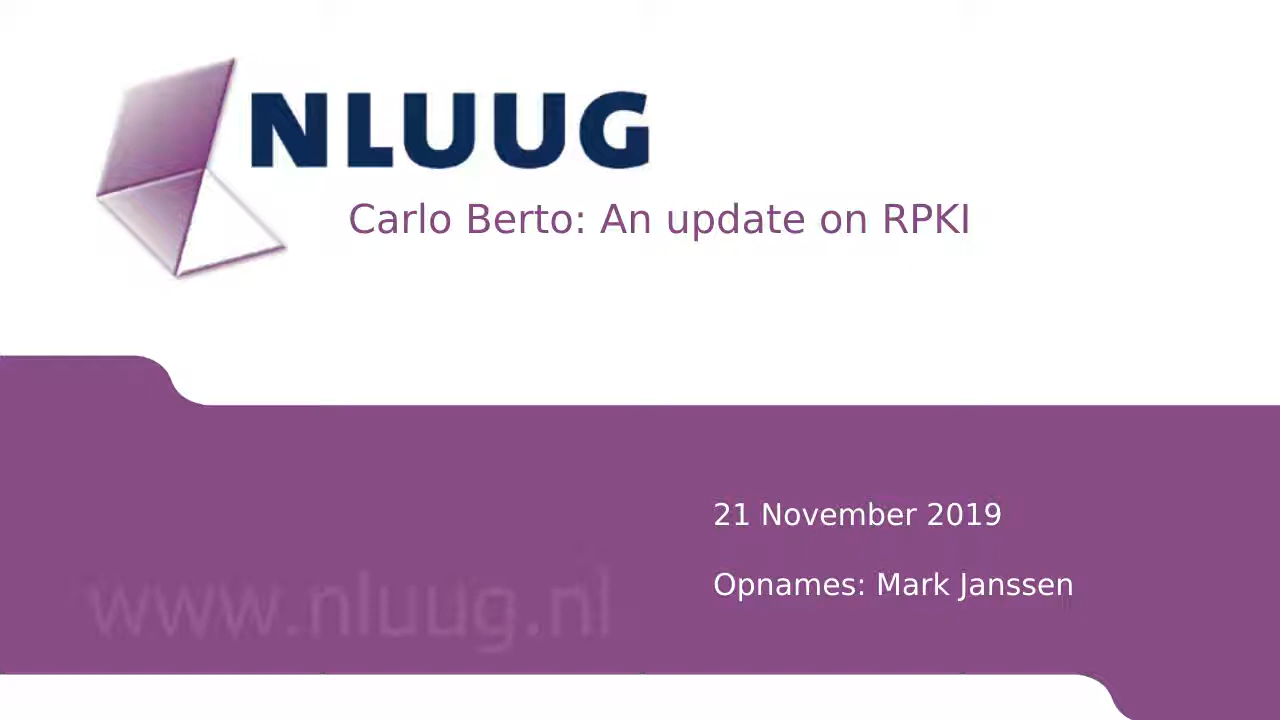 NLUUG
Carlo Berto: An update on RPKI
21 November 2019
Opnames: Mark Janssen
www.nluug.nl